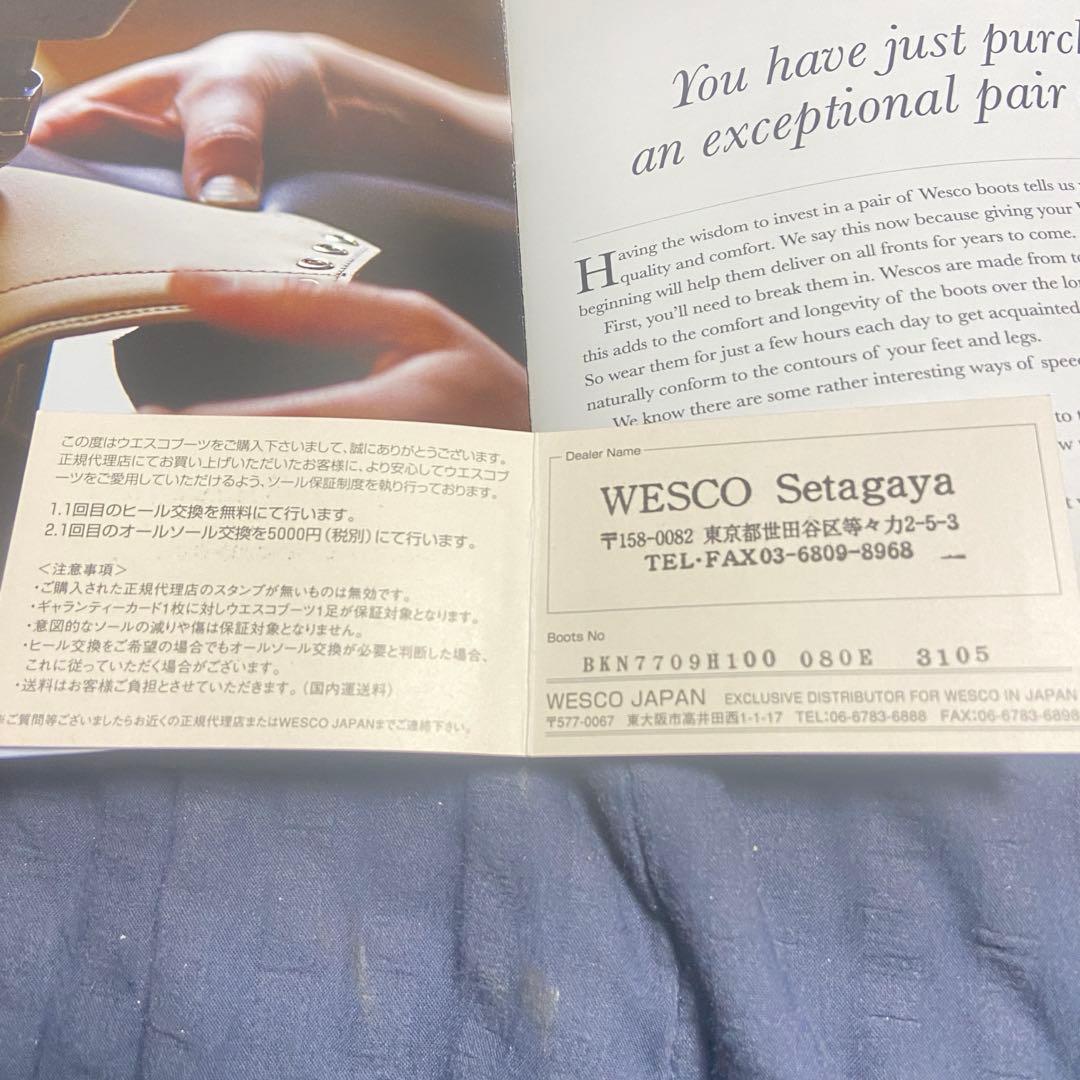 You have just
an exceptional pair
Having the wisdom to invest in a pair of Wesco boots tells us
quality and comfort. We say this now because giving your
beginning will help them deliver on all fronts for years to come.
First, you'll need to break them in. Wescos are made from
this adds to the comfort and longevity of the boots over the
So wear them for just a few hours each day to get acquainted
naturally conform to the contours of your feet and legs.
We know there are some rather interesting ways of
to
この度はウエスコブーツをご購入下さいまして、誠にありがとうございます。
正規代理店にてお買い上げいただいたお客様に、より安心してウエスコブ
ーツをご愛用していただけるよう、ソール保証制度を執り行っております。
1.1回目のヒール交換を無料にて行います。
2.1回目のオールソール交換を5000円(税別)にて行います。
<注意事項>
・ご購入された正規代理店のスタンプが無いものは無効です。
・ギャランティーカード1枚に対しウエスコブーツ1足が保証対象となります。
・意図的なソールの減りや傷は保証対象となりません。
・ヒール交換をご希望の場合でもオールソール交換が必要と判断した場合、
これに従っていただく場合がございます。
・送料はお客様ご負担とさせていただきます。(国内運送料)
※ご質問等ございましたらお近くの正規代理店またはWESCO JAPANまでご連絡下さい。
Dealer Name
WESCO Setagaya
〒158-0082 東京都世田谷区等々力2-5-3
TEL・FAX03-6809-8968
Boots No
BKN7709H100 080E 3105
WESCO JAPAN EXCLUSIVE DISTRIBUTOR FOR WESCO IN JAPAN
〒577-0067 東大阪市高井田西1-1-17 TEL:06-6783-6888 FAX:06-6783-6898